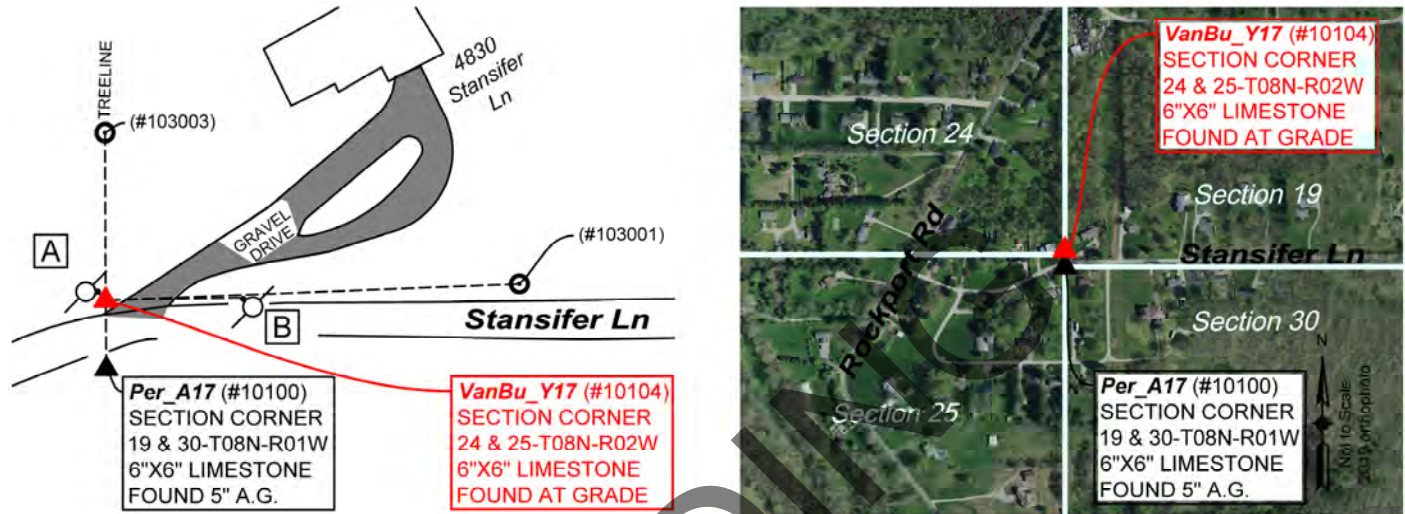 TREELINE
(#103003)
4830
Stansifer
Ln
A
GRAVEL
DRIVE
(#103001)
B
Stansifer Ln
Per_A17 (#10100)
SECTION CORNER
19 & 30-T08N-R01W
6"X6" LIMESTONE
FOUND 5" A.G.
VanBu_Y17 (#10104)
SECTION CORNER
24 & 25-T08N-R02W
6"X6" LIMESTONE
FOUND AT GRADE
VanBu_Y17 (#10104)
SECTION CORNER
24 & 25-T08N-R02W
6"X6" LIMESTONE
FOUND AT GRADE
Section 24
Section 19
Stansifer Ln
Rockport Rd
Section 30
Section 25
Per_A17 (#10100)
SECTION CORNER
19 & 30-T08N-R01W
6"X6" LIMESTONE
FOUND 5" A.G.
N
Not to Scale
2019 orthophoto